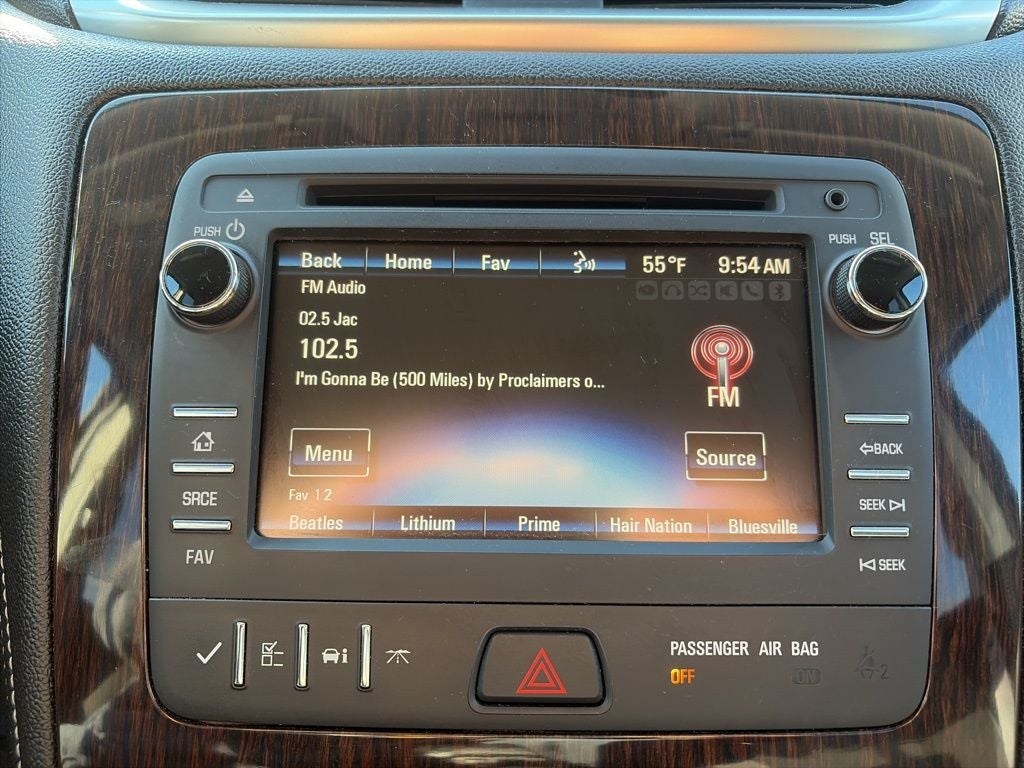 PUSH
PUSH SEL
Back Home Fav 55°F 9:54 AM
FM Audio
02.5 Jac
102.5
I'm Gonna Be (500 Miles) by Proclaimers o...
FM
Menu
Source
BACK
Fav 1 2
SRCE
SEEK
Beatles Lithium Prime Hair Nation Bluesville
FAV
SEEK
PASSENGER AIR BAG
OFF ON 2